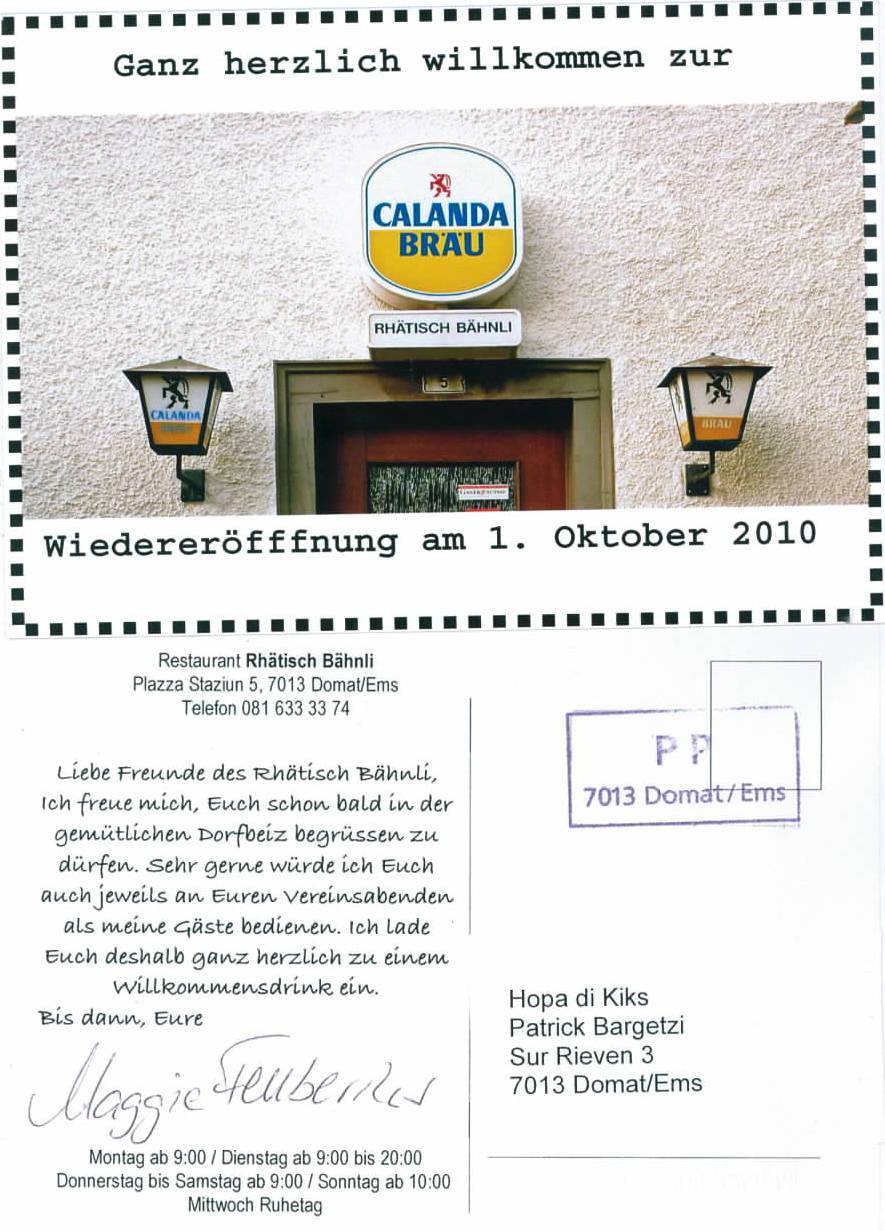 Ganz herzlich willkommen zur
CALANDA
BRÄU
RHÄTISCH BÄHNLI
5
CALANDA
BRÄU
BRÄU
Wiedereröfffnung am 1. Oktober 2010
Restaurant Rhätisch Bähnli
Plazza Staziun 5, 7013 Domat/Ems
Telefon 081 633 33 74
Liebe Freunde des Rhätisch Bähnli,
Ich freue mich, Euch schon bald in der
gemütlichen Dorfbeiz begrüssen zu
dürfen. Sehr gerne würde ich Euch
auch jeweils an Euren Vereinsabenden
als meine Gäste bedienen. Ich lade
Euch deshalb ganz herzlich zu einem
Willkommensdrink ein.
Bis dann, Eure
Maggie
Montag ab 9:00 / Dienstag ab 9:00 bis 20:00
Donnerstag bis Samstag ab 9:00 / Sonntag ab 10:00
Mittwoch Ruhetag
P P
7013 Domat/Ems
Hopa di Kiks
Patrick Bargetzi
Sur Rieven 3
7013 Domat/Ems